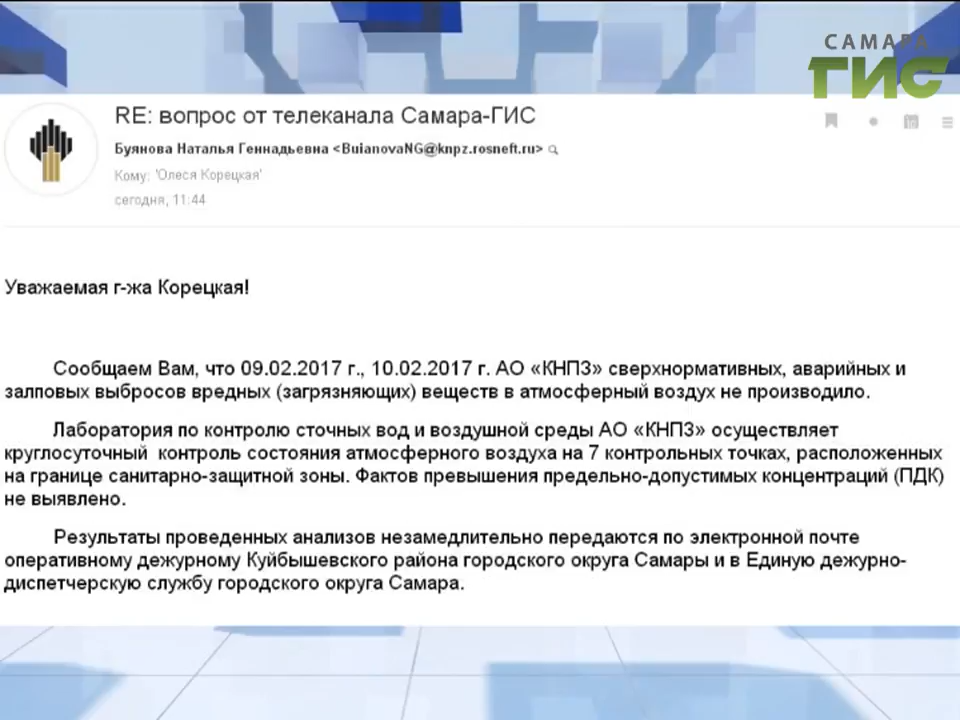 САМАРА
ГИС
RE: вопрос от телеканала Самара-ГИС
Буянова Наталья Геннадьевна <BuianovaNG@knpz.rosneft.ru>
Кому: 'Олеся Корецкая'
сегодня, 11:44
Уважаемая г-жа Корецкая!
Сообщаем Вам, что 09.02.2017 г., 10.02.2017 г. АО «КНПЗ» сверхнормативных, аварийных и
залповых выбросов вредных (загрязняющих) веществ в атмосферный воздух не производило.
Лаборатория по контролю сточных вод и воздушной среды АО «КНПЗ» осуществляет
круглосуточный контроль состояния атмосферного воздуха на 7 контрольных точках, расположенных
на границе санитарно-защитной зоны. Фактов превышения предельно-допустимых концентраций (ПДК)
не выявлено.
Результаты проведенных анализов незамедлительно передаются по электронной почте
оперативному дежурному Куйбышевского района городского округа Самары и в Единую дежурно-
диспетчерскую службу городского округа Самара.